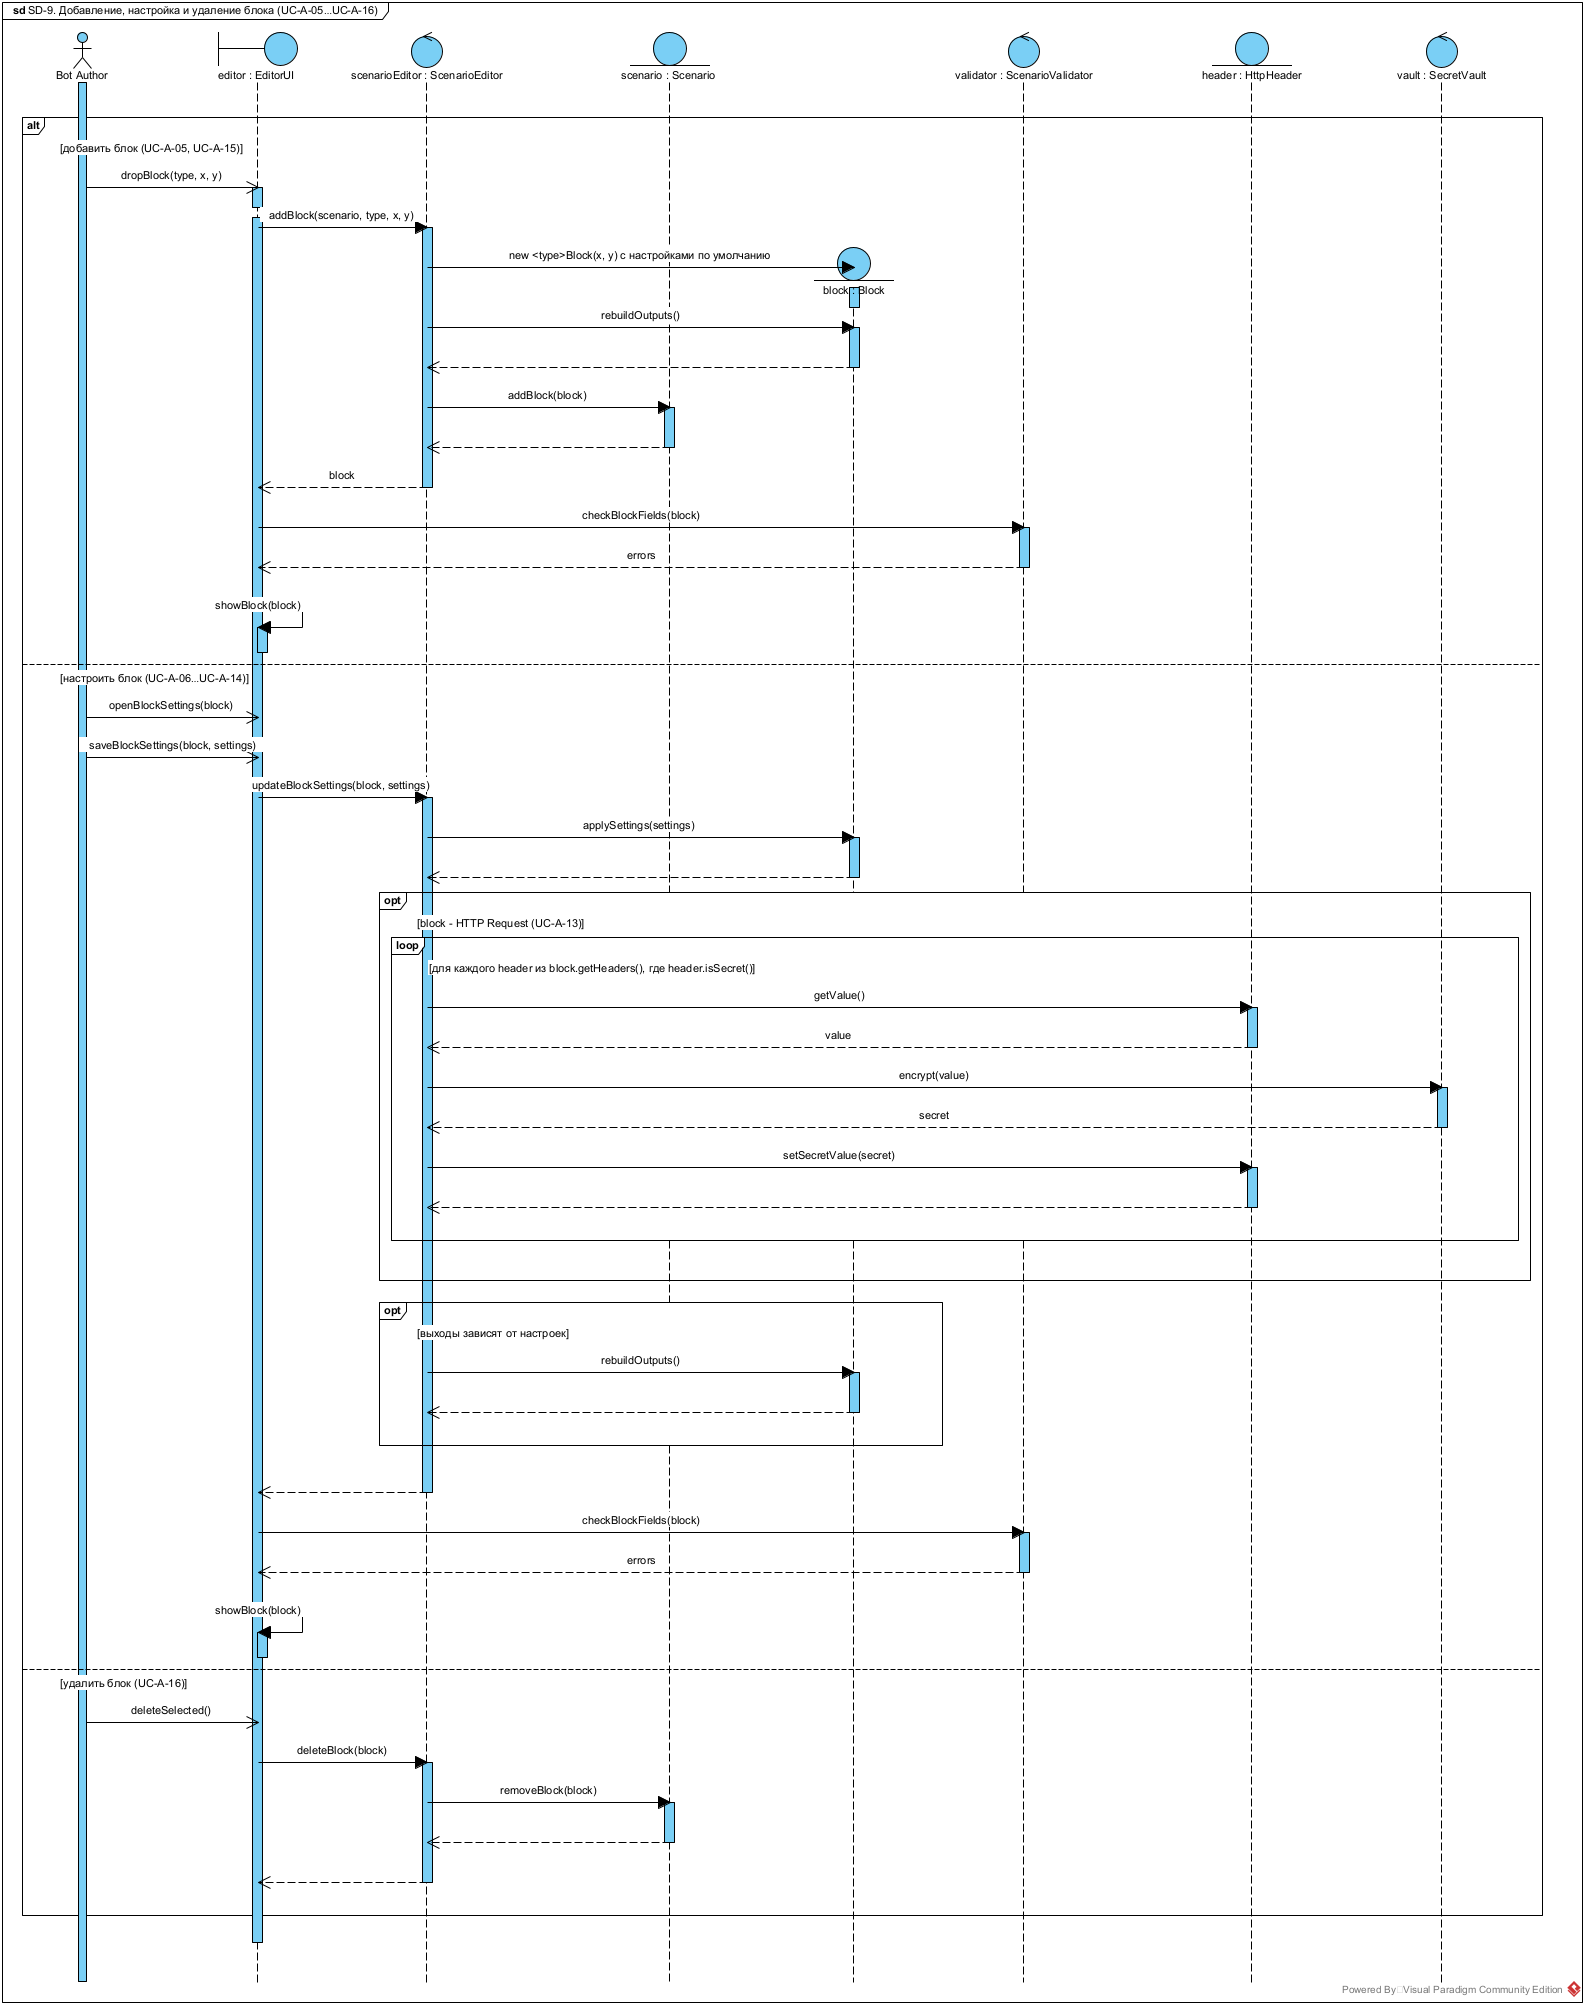 sd SD-9. Добавление, настройка и удаление блока (UC-A-05...UC-A-16)
Bot Author
editor : EditorUI
scenarioEditor : ScenarioEditor
scenario : Scenario
validator : ScenarioValidator
header : HttpHeader
vault : SecretVault
alt
[добавить блок (UC-A-05, UC-A-15)]
dropBlock(type, x, y)
addBlock(scenario, type, x, y)
new <type>Block(x, y) с настройками по умолчанию
block : Block
rebuildOutputs()
addBlock(block)
block
checkBlockFields(block)
errors
showBlock(block)
[настроить блок (UC-A-06...UC-A-14)]
openBlockSettings(block)
saveBlockSettings(block, settings)
updateBlockSettings(block, settings)
applySettings(settings)
opt
[block - HTTP Request (UC-A-13)]
loop
[для каждого header из block.getHeaders(), где header.isSecret()]
getValue()
value
encrypt(value)
secret
setSecretValue(secret)
opt
[выходы зависят от настроек]
rebuildOutputs()
checkBlockFields(block)
errors
showBlock(block)
[удалить блок (UC-A-16)]
deleteSelected()
deleteBlock(block)
removeBlock(block)
Powered By Visual Paradigm Community Edition